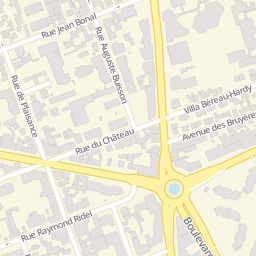 Rue Jean Bonal
Rue Auguste Buisson
Rue de Plaisance
Villa Béreau-Hardy
Avenue des Bruyère
Rue du Château
Rue Raymond Ridel
Boulevar